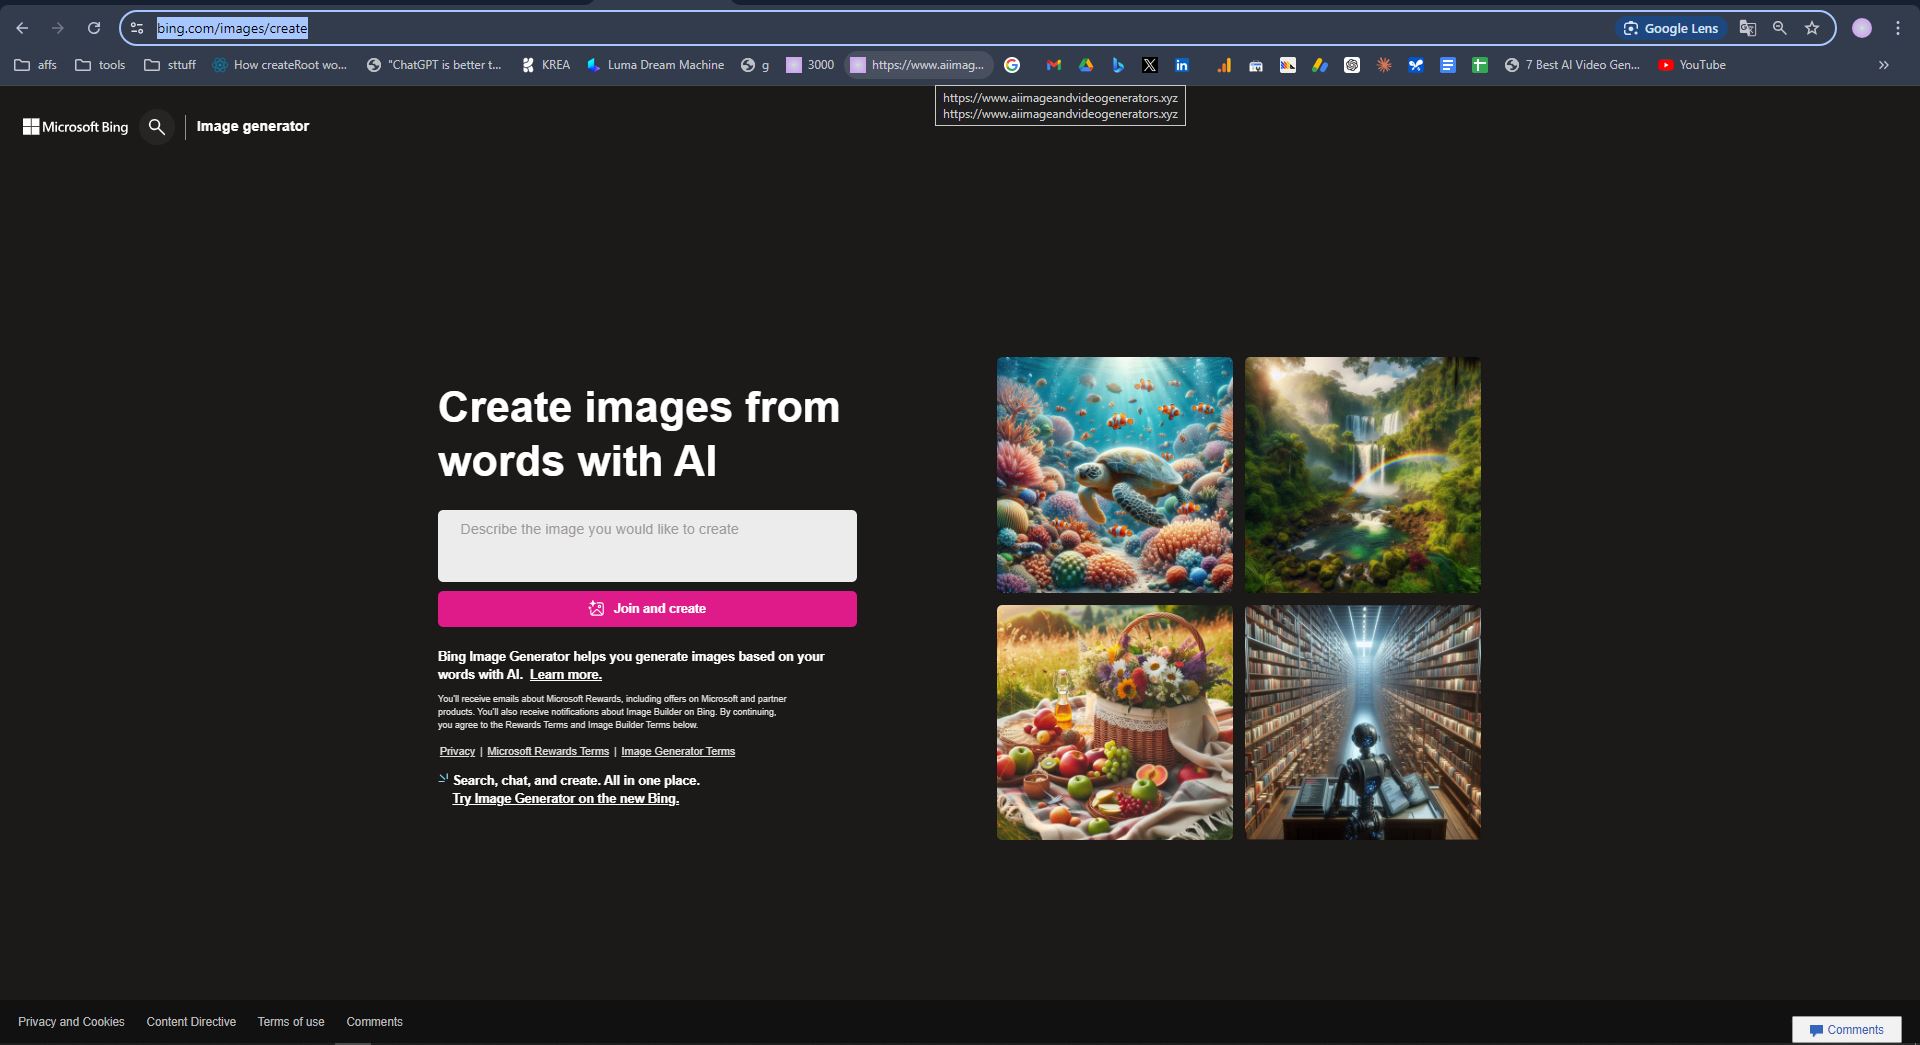 bing.com/images/create
Google Lens
affs
tools
sttuff
How createRoot wo...
"ChatGPT is better t...
KREA
Luma Dream Machine
g
3000
https://www.aiimag...
7 Best AI Video Gen...
YouTube
https://www.aiimageandvideogenerators.xyz
https://www.aiimageandvideogenerators.xyz
Microsoft Bing
Image generator
Create images from
words with AI
Describe the image you would like to create
Join and create
Bing Image Generator helps you generate images based on your
words with AI. Learn more.
You'll receive emails about Microsoft Rewards, including offers on Microsoft and partner
products. You'll also receive notifications about Image Builder on Bing. By continuing,
you agree to the Rewards Terms and Image Builder Terms below.
Privacy | Microsoft Rewards Terms | Image Generator Terms
Search, chat, and create. All in one place.
Try Image Generator on the new Bing.
Privacy and Cookies
Content Directive
Terms of use
Comments
Comments